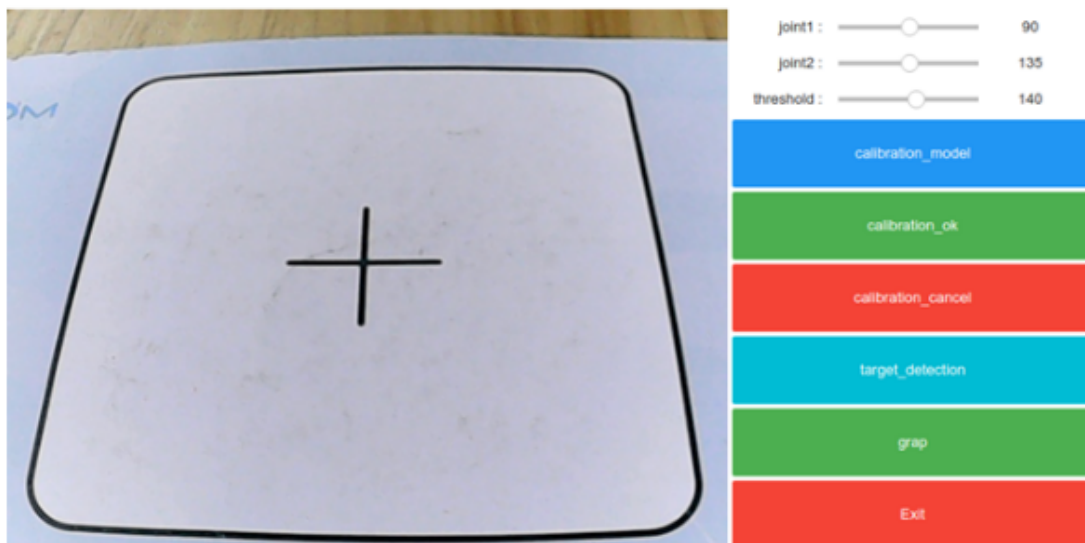 joint1 : 90
joint2 : 135
threshold : 140
calibration_model
calibration_ok
calibration_cancel
target_detection
grap
Exit